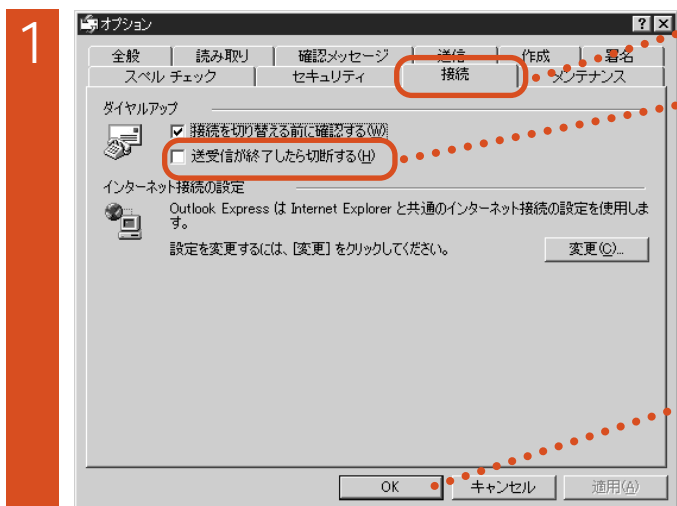 1
オプション
全般 読み取り 確認メッセージ 送信 作成 署名
スペル チェック セキュリティ 接続 メンテナンス
ダイヤルアップ
接続を切り替える前に確認する(W)
送受信が終了したら切断する(H)
インターネット接続の設定
Outlook Express は Internet Explorer と共通のインターネット接続の設定を使用しま
す。
設定を変更するには、[変更] をクリックしてください。
変更(C)...
OK キャンセル 適用(A)